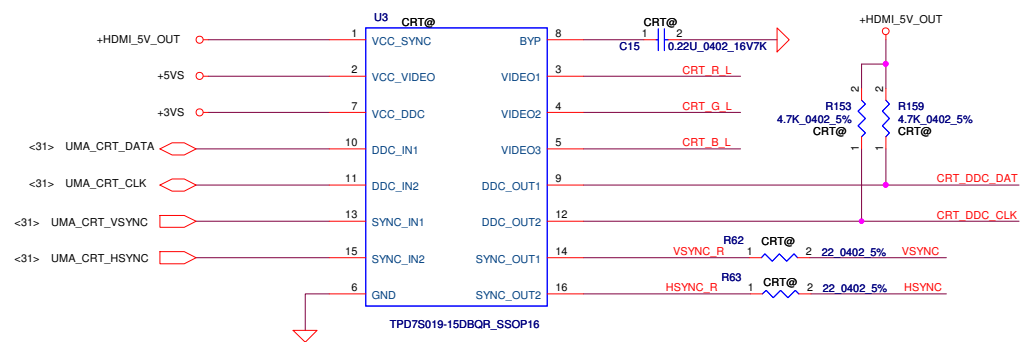 U3 CRT@
+HDMI_5V_OUT 1 VCC_SYNC BYP 8 CRT@ 1 2 C15 0.22U_0402_16V7K
+HDMI_5V_OUT
+5VS 2 VCC_VIDEO VIDEO1 3 CRT_R_L
+3VS 7 VCC_DDC VIDEO2 4 CRT_G_L
2 2
R153 4.7K_0402_5% CRT@ 1
R159 4.7K_0402_5% CRT@ 1
<31> UMA_CRT_DATA 10 DDC_IN1 VIDEO3 5 CRT_B_L
<31> UMA_CRT_CLK 11 DDC_IN2 DDC_OUT1 9 CRT_DDC_DAT
<31> UMA_CRT_VSYNC 13 SYNC_IN1 DDC_OUT2 12 CRT_DDC_CLK
<31> UMA_CRT_HSYNC 15 SYNC_IN2 SYNC_OUT1 14 VSYNC_R R62 1 CRT@ 2 22_0402_5% VSYNC
6 GND SYNC_OUT2 16 HSYNC_R R63 1 CRT@ 2 22_0402_5% HSYNC
TPD7S019-15DBQR_SSOP16